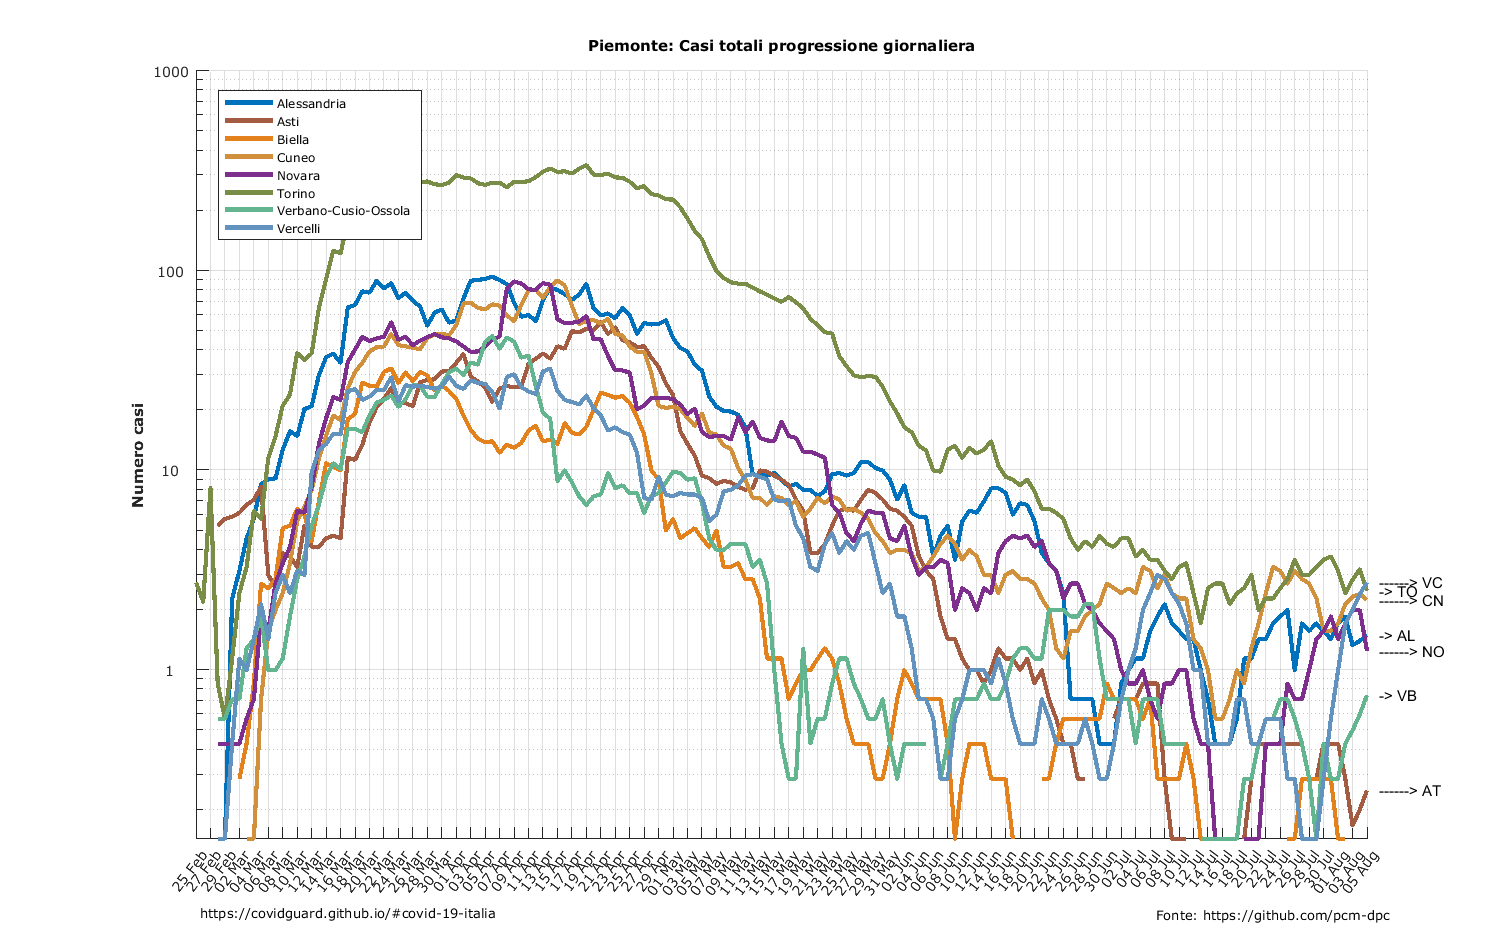 Piemonte: Casi totali progressione giornaliera
1000
100
10
1
Numero casi
Alessandria
Asti
Biella
Cuneo
Novara
Torino
Verbano-Cusio-Ossola
Vercelli
------> VC
-> TO
------> CN
-> AL
------> NO
-> VB
------> AT
25 Feb
27 Feb
29 Feb
02 Mar
04 Mar
06 Mar
08 Mar
10 Mar
12 Mar
14 Mar
16 Mar
18 Mar
20 Mar
22 Mar
24 Mar
26 Mar
28 Mar
30 Mar
01 Apr
03 Apr
05 Apr
07 Apr
09 Apr
11 Apr
13 Apr
15 Apr
17 Apr
19 Apr
21 Apr
23 Apr
25 Apr
27 Apr
29 Apr
01 May
03 May
05 May
07 May
09 May
11 May
13 May
15 May
17 May
19 May
21 May
23 May
25 May
27 May
29 May
31 May
02 Jun
04 Jun
06 Jun
08 Jun
10 Jun
12 Jun
14 Jun
16 Jun
18 Jun
20 Jun
22 Jun
24 Jun
26 Jun
28 Jun
30 Jun
02 Jul
04 Jul
06 Jul
08 Jul
10 Jul
12 Jul
14 Jul
16 Jul
18 Jul
20 Jul
22 Jul
24 Jul
26 Jul
28 Jul
30 Jul
01 Aug
03 Aug
05 Aug
https://covidguard.github.io/#covid-19-italia
Fonte: https://github.com/pcm-dpc